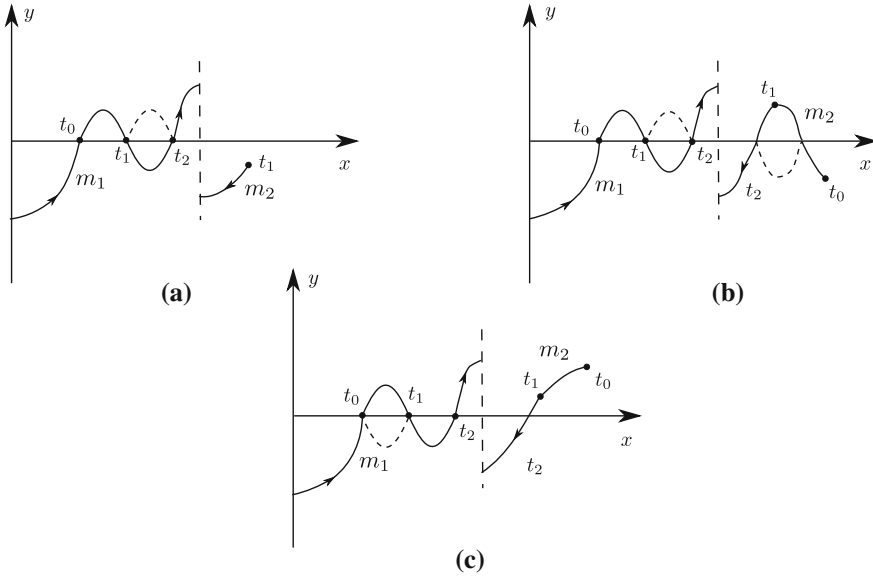 y
t₀
t₁
t₂
x
m₁
t₁
m₂
(a)
y
t₁
m₂
t₀
t₁
t₂
x
m₁
t₂
t₀
(b)
y
m₂
t₀
t₁
t₁
t₀
t₂
x
m₁
t₂
(c)